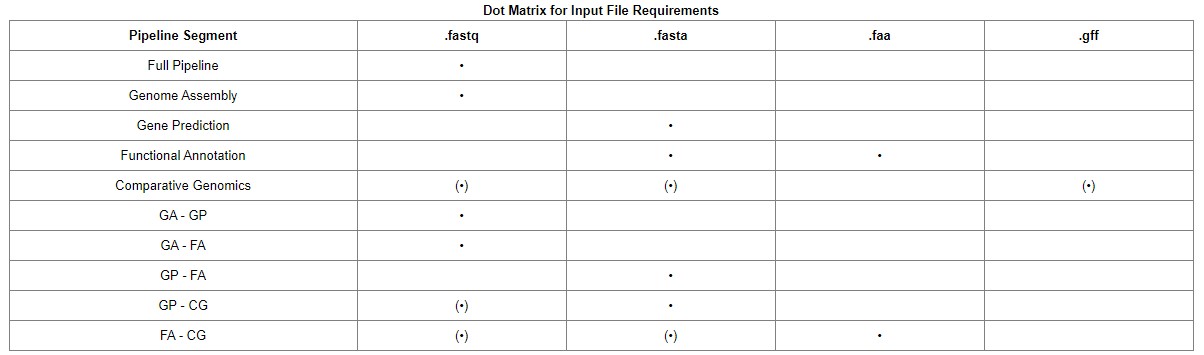 Dot Matrix for Input File Requirements
Pipeline Segment .fastq .fasta .faa .gff
Full Pipeline •
Genome Assembly •
Gene Prediction •
Functional Annotation • •
Comparative Genomics (•) (•) (•)
GA - GP •
GA - FA •
GP - FA •
GP - CG (•) •
FA - CG (•) (•) •